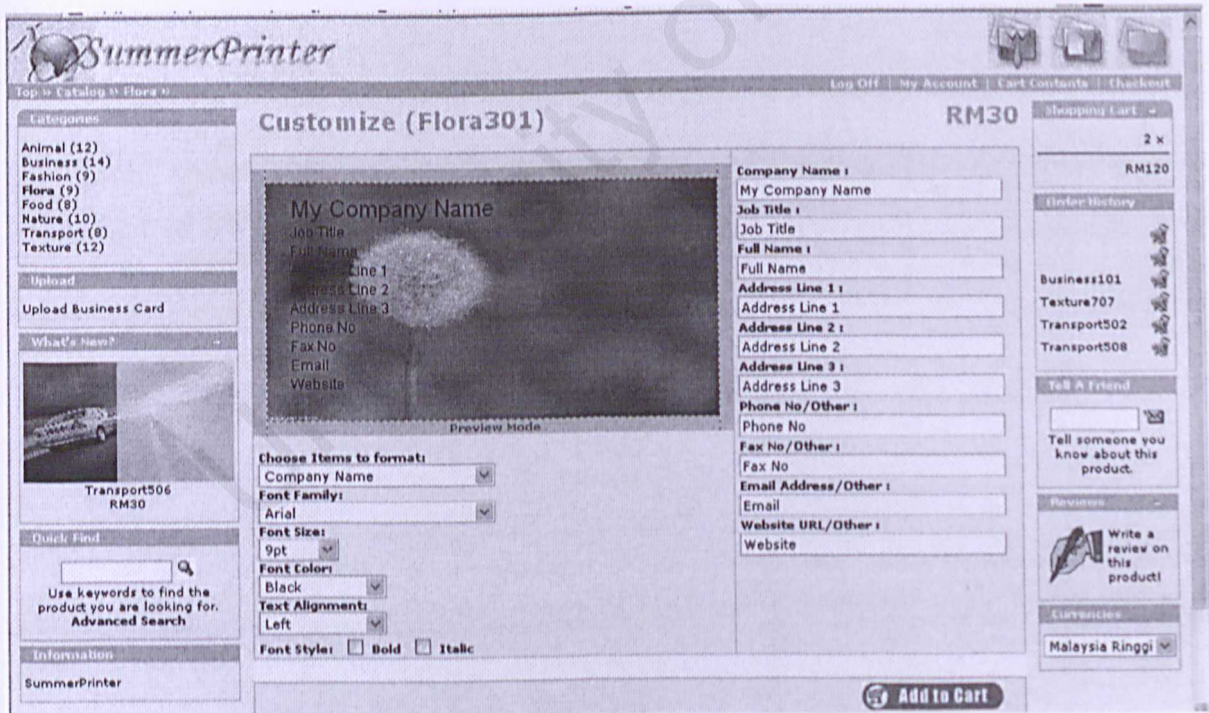 SummerPrinter
Top » Catalog » Flora »
Log Off | My Account | Cart Contents | Checkout
Categories
Animal (12)
Business (14)
Fashion (9)
Flora (9)
Food (8)
Nature (10)
Transport (8)
Texture (12)
Upload
Upload Business Card
What's New?
Transport506
RM30
Quick Find
Use keywords to find the
product you are looking for.
Advanced Search
Information
SummerPrinter
Customize (Flora301)
RM30
My Company Name
Job Title
Full Name
Address Line 1
Address Line 2
Address Line 3
Phone No
Fax No
Email
Website
Preview Mode
Choose Items to format:
Company Name
Font Family:
Arial
Font Size:
9pt
Font Color:
Black
Text Alignment:
Left
Font Style: Bold Italic
Company Name :
My Company Name
Job Title :
Job Title
Full Name :
Full Name
Address Line 1 :
Address Line 1
Address Line 2 :
Address Line 2
Address Line 3 :
Address Line 3
Phone No/Other :
Phone No
Fax No/Other :
Fax No
Email Address/Other :
Email
Website URL/Other :
Website
Add to Cart
Shopping Cart
2 x
RM120
Order History
Business101
Texture707
Transport502
Transport508
Tell A Friend
Tell someone you
know about this
product.
Reviews
Write a
review on
this
product!
Currencies
Malaysia Ringgi